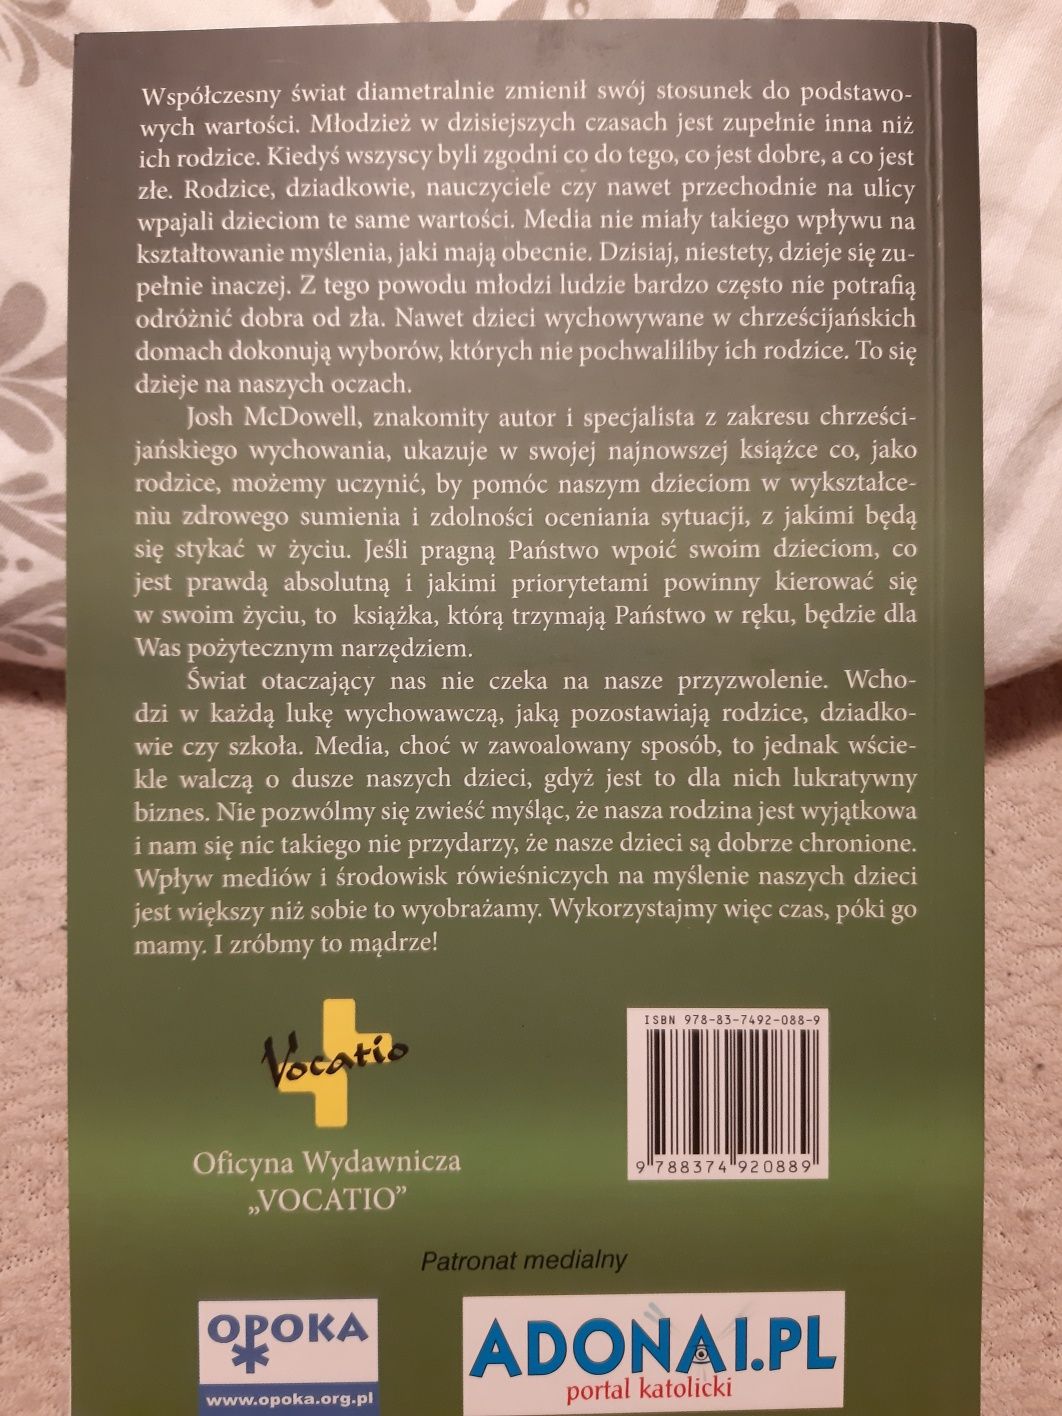 Współczesny świat diametralnie zmienił swój stosunek do podstawo-
wych wartości. Młodzież w dzisiejszych czasach jest zupełnie inna niż
ich rodzice. Kiedyś wszyscy byli zgodni co do tego, co jest dobre, a co jest
złe. Rodzice, dziadkowie, nauczyciele czy nawet przechodnie na ulicy
wpajali dzieciom te same wartości. Media nie miały takiego wpływu na
kształtowanie myślenia, jaki mają obecnie. Dzisiaj, niestety, dzieje się zu-
pełnie inaczej. Z tego powodu młodzi ludzie bardzo często nie potrafią
odróżnić dobra od zła. Nawet dzieci wychowywane w chrześcijańskich
domach dokonują wyborów, których nie pochwaliliby ich rodzice. To się
dzieje na naszych oczach.
Josh McDowell, znakomity autor i specjalista z zakresu chrześci-
jańskiego wychowania, ukazuje w swojej najnowszej książce co, jako
rodzice, możemy uczynić, by pomóc naszym dzieciom w wykształce-
niu zdrowego sumienia i zdolności oceniania sytuacji, z jakimi będą
się stykać w życiu. Jeśli pragną Państwo wpoić swoim dzieciom, co
jest prawdą absolutną i jakimi priorytetami powinny kierować się
w swoim życiu, to książka, którą trzymają Państwo w ręku, będzie dla
Was pożytecznym narzędziem.
Świat otaczający nas nie czeka na nasze przyzwolenie. Wcho-
dzi w każdą lukę wychowawczą, jaką pozostawiają rodzice, dziadko-
wie czy szkoła. Media, choć w zawoalowany sposób, to jednak wście-
kle walczą o dusze naszych dzieci, gdyż jest to dla nich lukratywny
biznes. Nie pozwólmy się zwieść myśląc, że nasza rodzina jest wyjątkowa
i nam się nic takiego nie przydarzy, że nasze dzieci są dobrze chronione.
Wpływ mediów i środowisk rówieśniczych na myślenie naszych dzieci
jest większy niż sobie to wyobrażamy. Wykorzystajmy więc czas, póki go
mamy. I zróbmy to mądrze!
Vocatio
Oficyna Wydawnicza
„VOCATIO”
ISBN 978-83-7492-088-9
9 788374 920889
Patronat medialny
OPOKA
www.opoka.org.pl
ADONAI.PL
portal katolicki